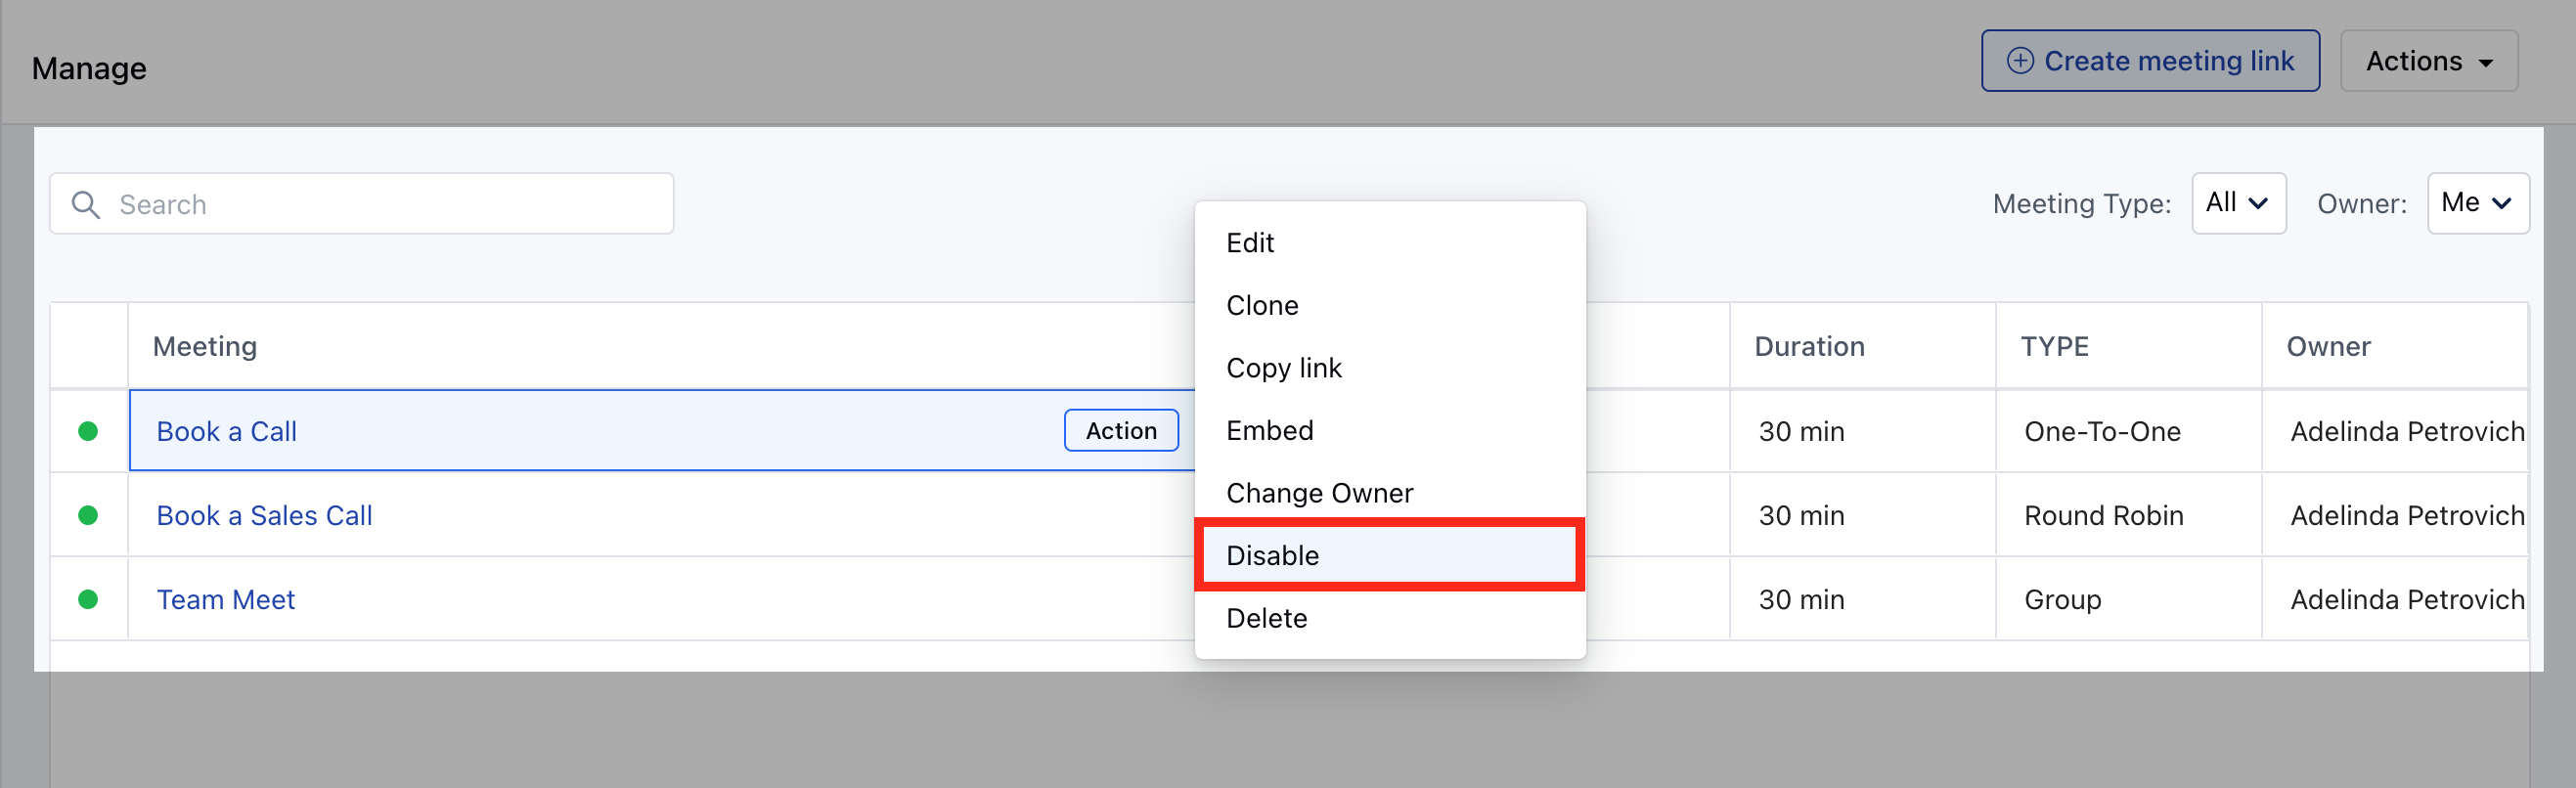 Manage
Create meeting link
Actions
Search
Meeting Type: All
Owner: Me
Edit
Clone
Copy link
Embed
Change Owner
Disable
Delete
Meeting Duration TYPE Owner
Book a Call Action 30 min One-To-One Adelinda Petrovich
Book a Sales Call 30 min Round Robin Adelinda Petrovich
Team Meet 30 min Group Adelinda Petrovich